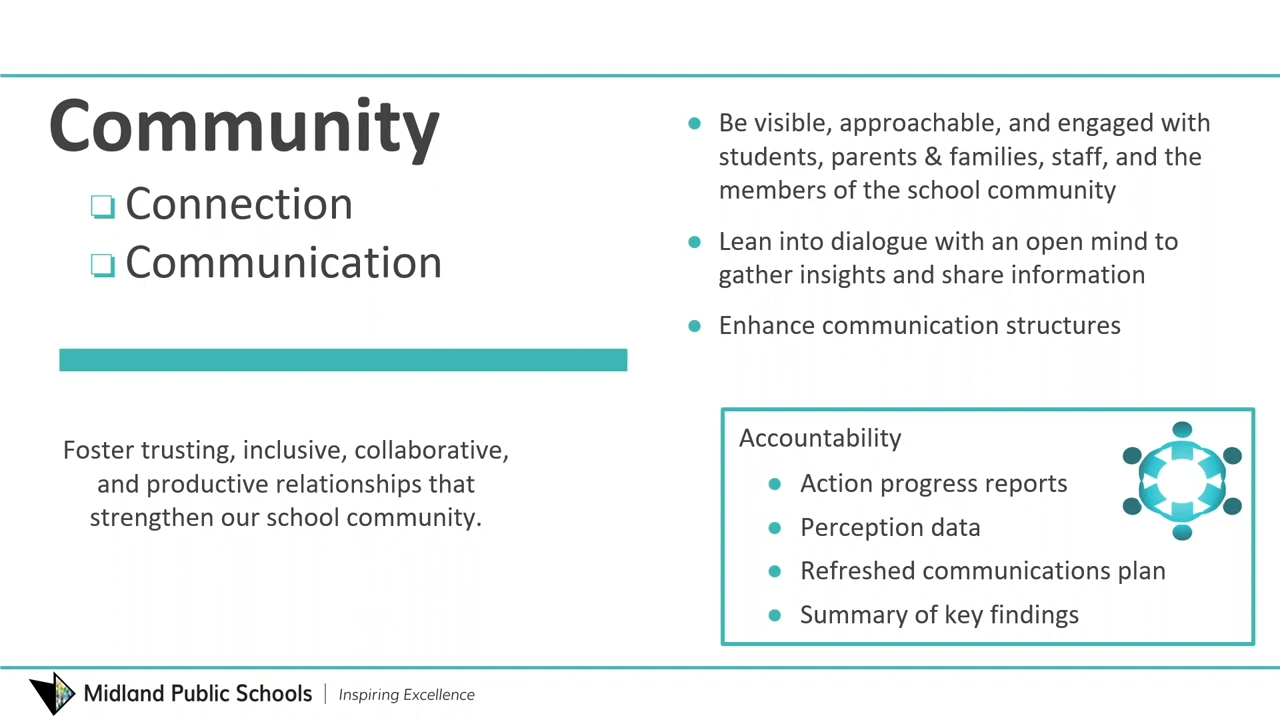 Community
Connection
Communication
Foster trusting, inclusive, collaborative,
and productive relationships that
strengthen our school community.
Be visible, approachable, and engaged with
students, parents & families, staff, and the
members of the school community
Lean into dialogue with an open mind to
gather insights and share information
Enhance communication structures
Accountability
Action progress reports
Perception data
Refreshed communications plan
Summary of key findings
Midland Public Schools | Inspiring Excellence